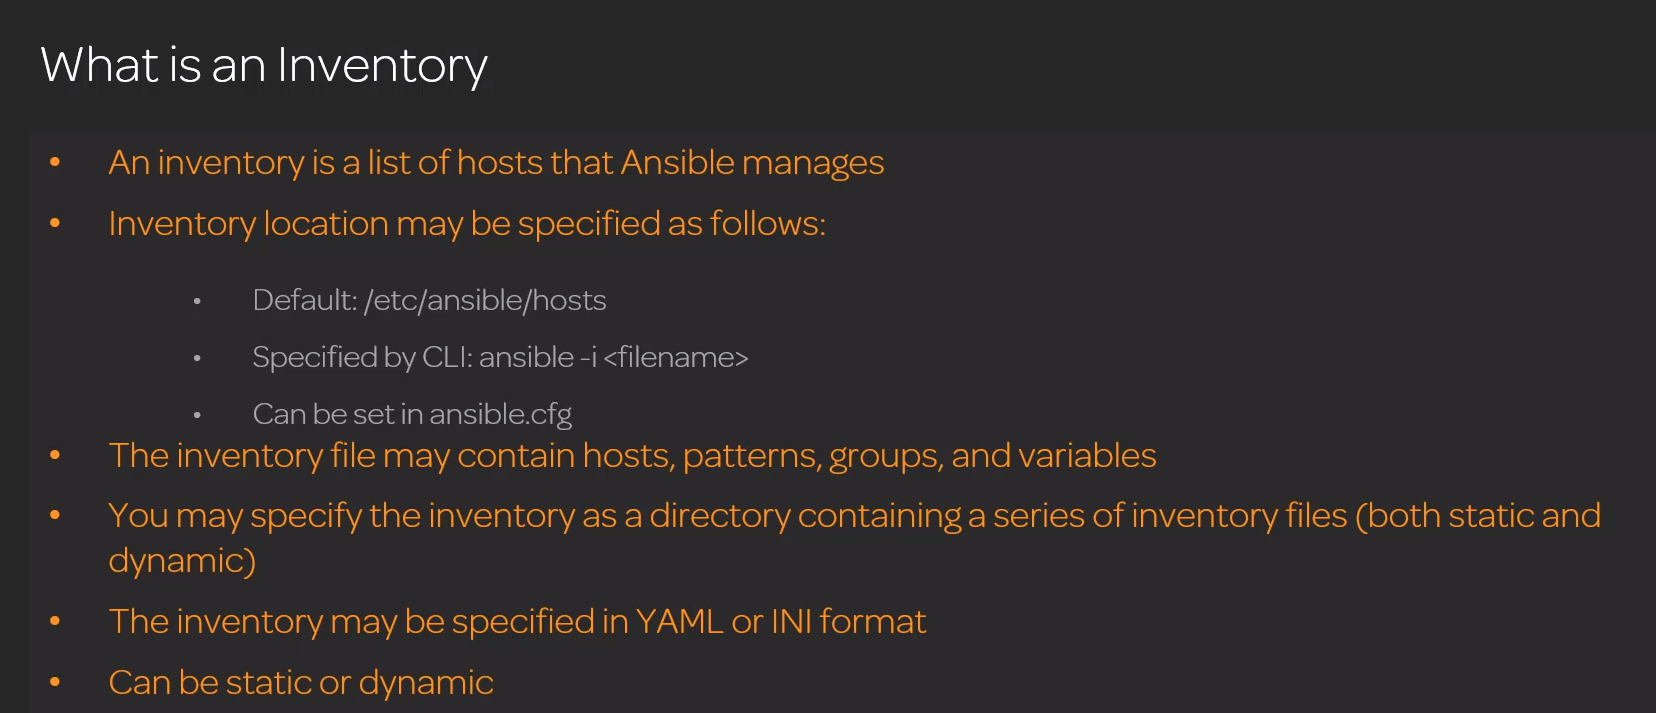 What is an Inventory
• An inventory is a list of hosts that Ansible manages
• Inventory location may be specified as follows:
• Default: /etc/ansible/hosts
• Specified by CLI: ansible -i <filename>
• Can be set in ansible.cfg
• The inventory file may contain hosts, patterns, groups, and variables
• You may specify the inventory as a directory containing a series of inventory files (both static and
dynamic)
• The inventory may be specified in YAML or INI format
• Can be static or dynamic